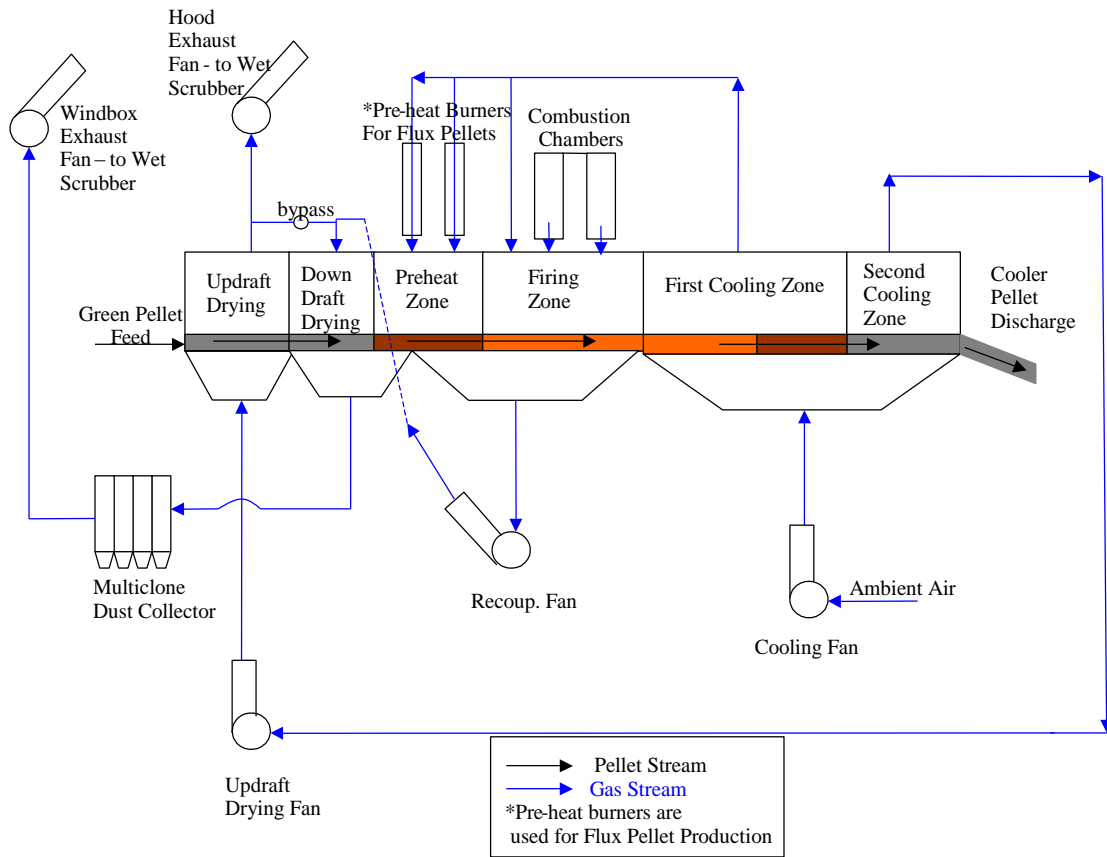 Hood
Exhaust
Fan - to Wet
Scrubber
Windbox
Exhaust
Fan – to Wet
Scrubber
*Pre-heat Burners
For Flux Pellets
Combustion
Chambers
bypass
Updraft
Drying
Down
Draft
Drying
Preheat
Zone
Firing
Zone
First Cooling Zone
Second
Cooling
Zone
Cooler
Pellet
Discharge
Green Pellet
Feed
Multiclone
Dust Collector
Recoup. Fan
Ambient Air
Cooling Fan
Updraft
Drying Fan
Pellet Stream
Gas Stream
*Pre-heat burners are
used for Flux Pellet Production